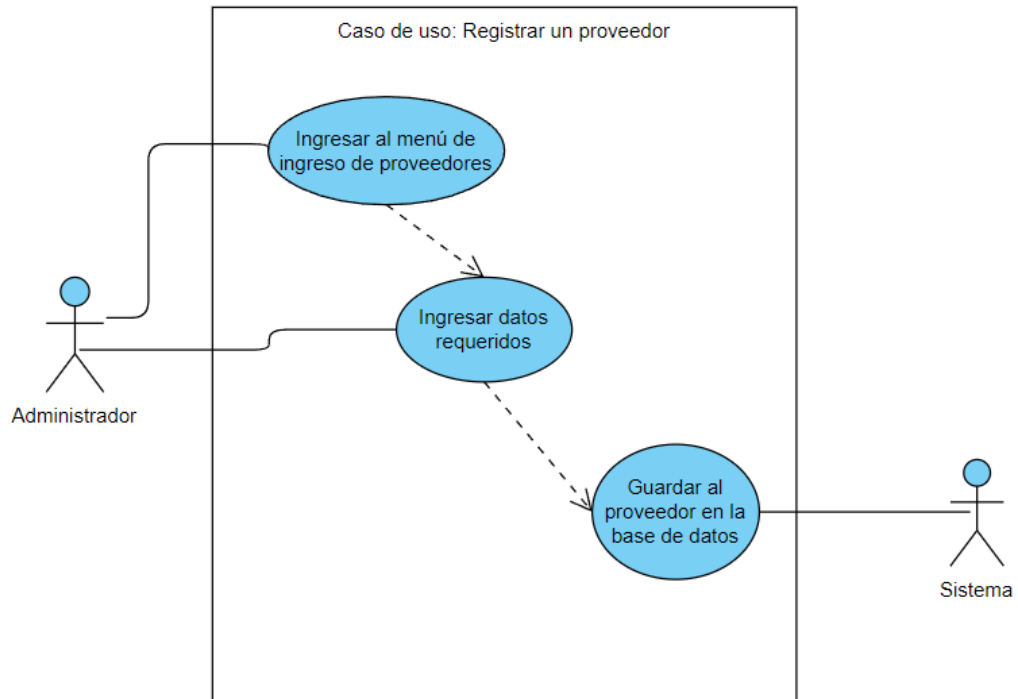 Caso de uso: Registrar un proveedor
Ingresar al menú de
ingreso de proveedores
Ingresar datos
requeridos
Administrador
Guardar al
proveedor en la
base de datos
Sistema